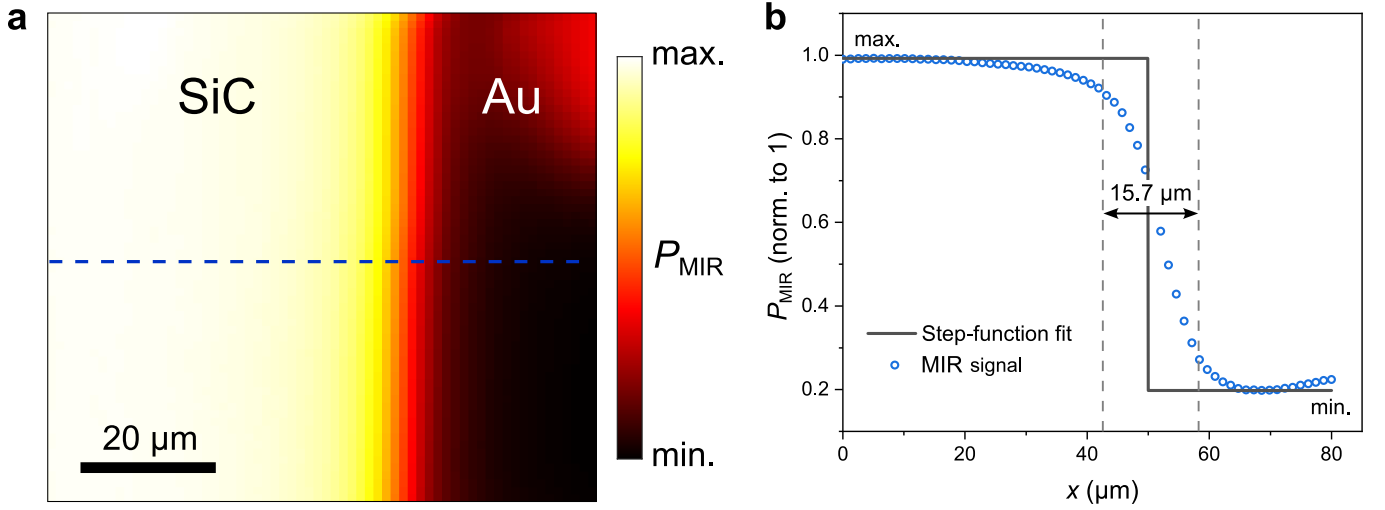 a
SiC
Au
20 µm
max.
P_MIR
min.
b
P_MIR (norm. to 1)
1.0
0.8
0.6
0.4
0.2
max.
15.7 µm
Step-function fit
MIR signal
min.
0
20
40
60
80
x (µm)